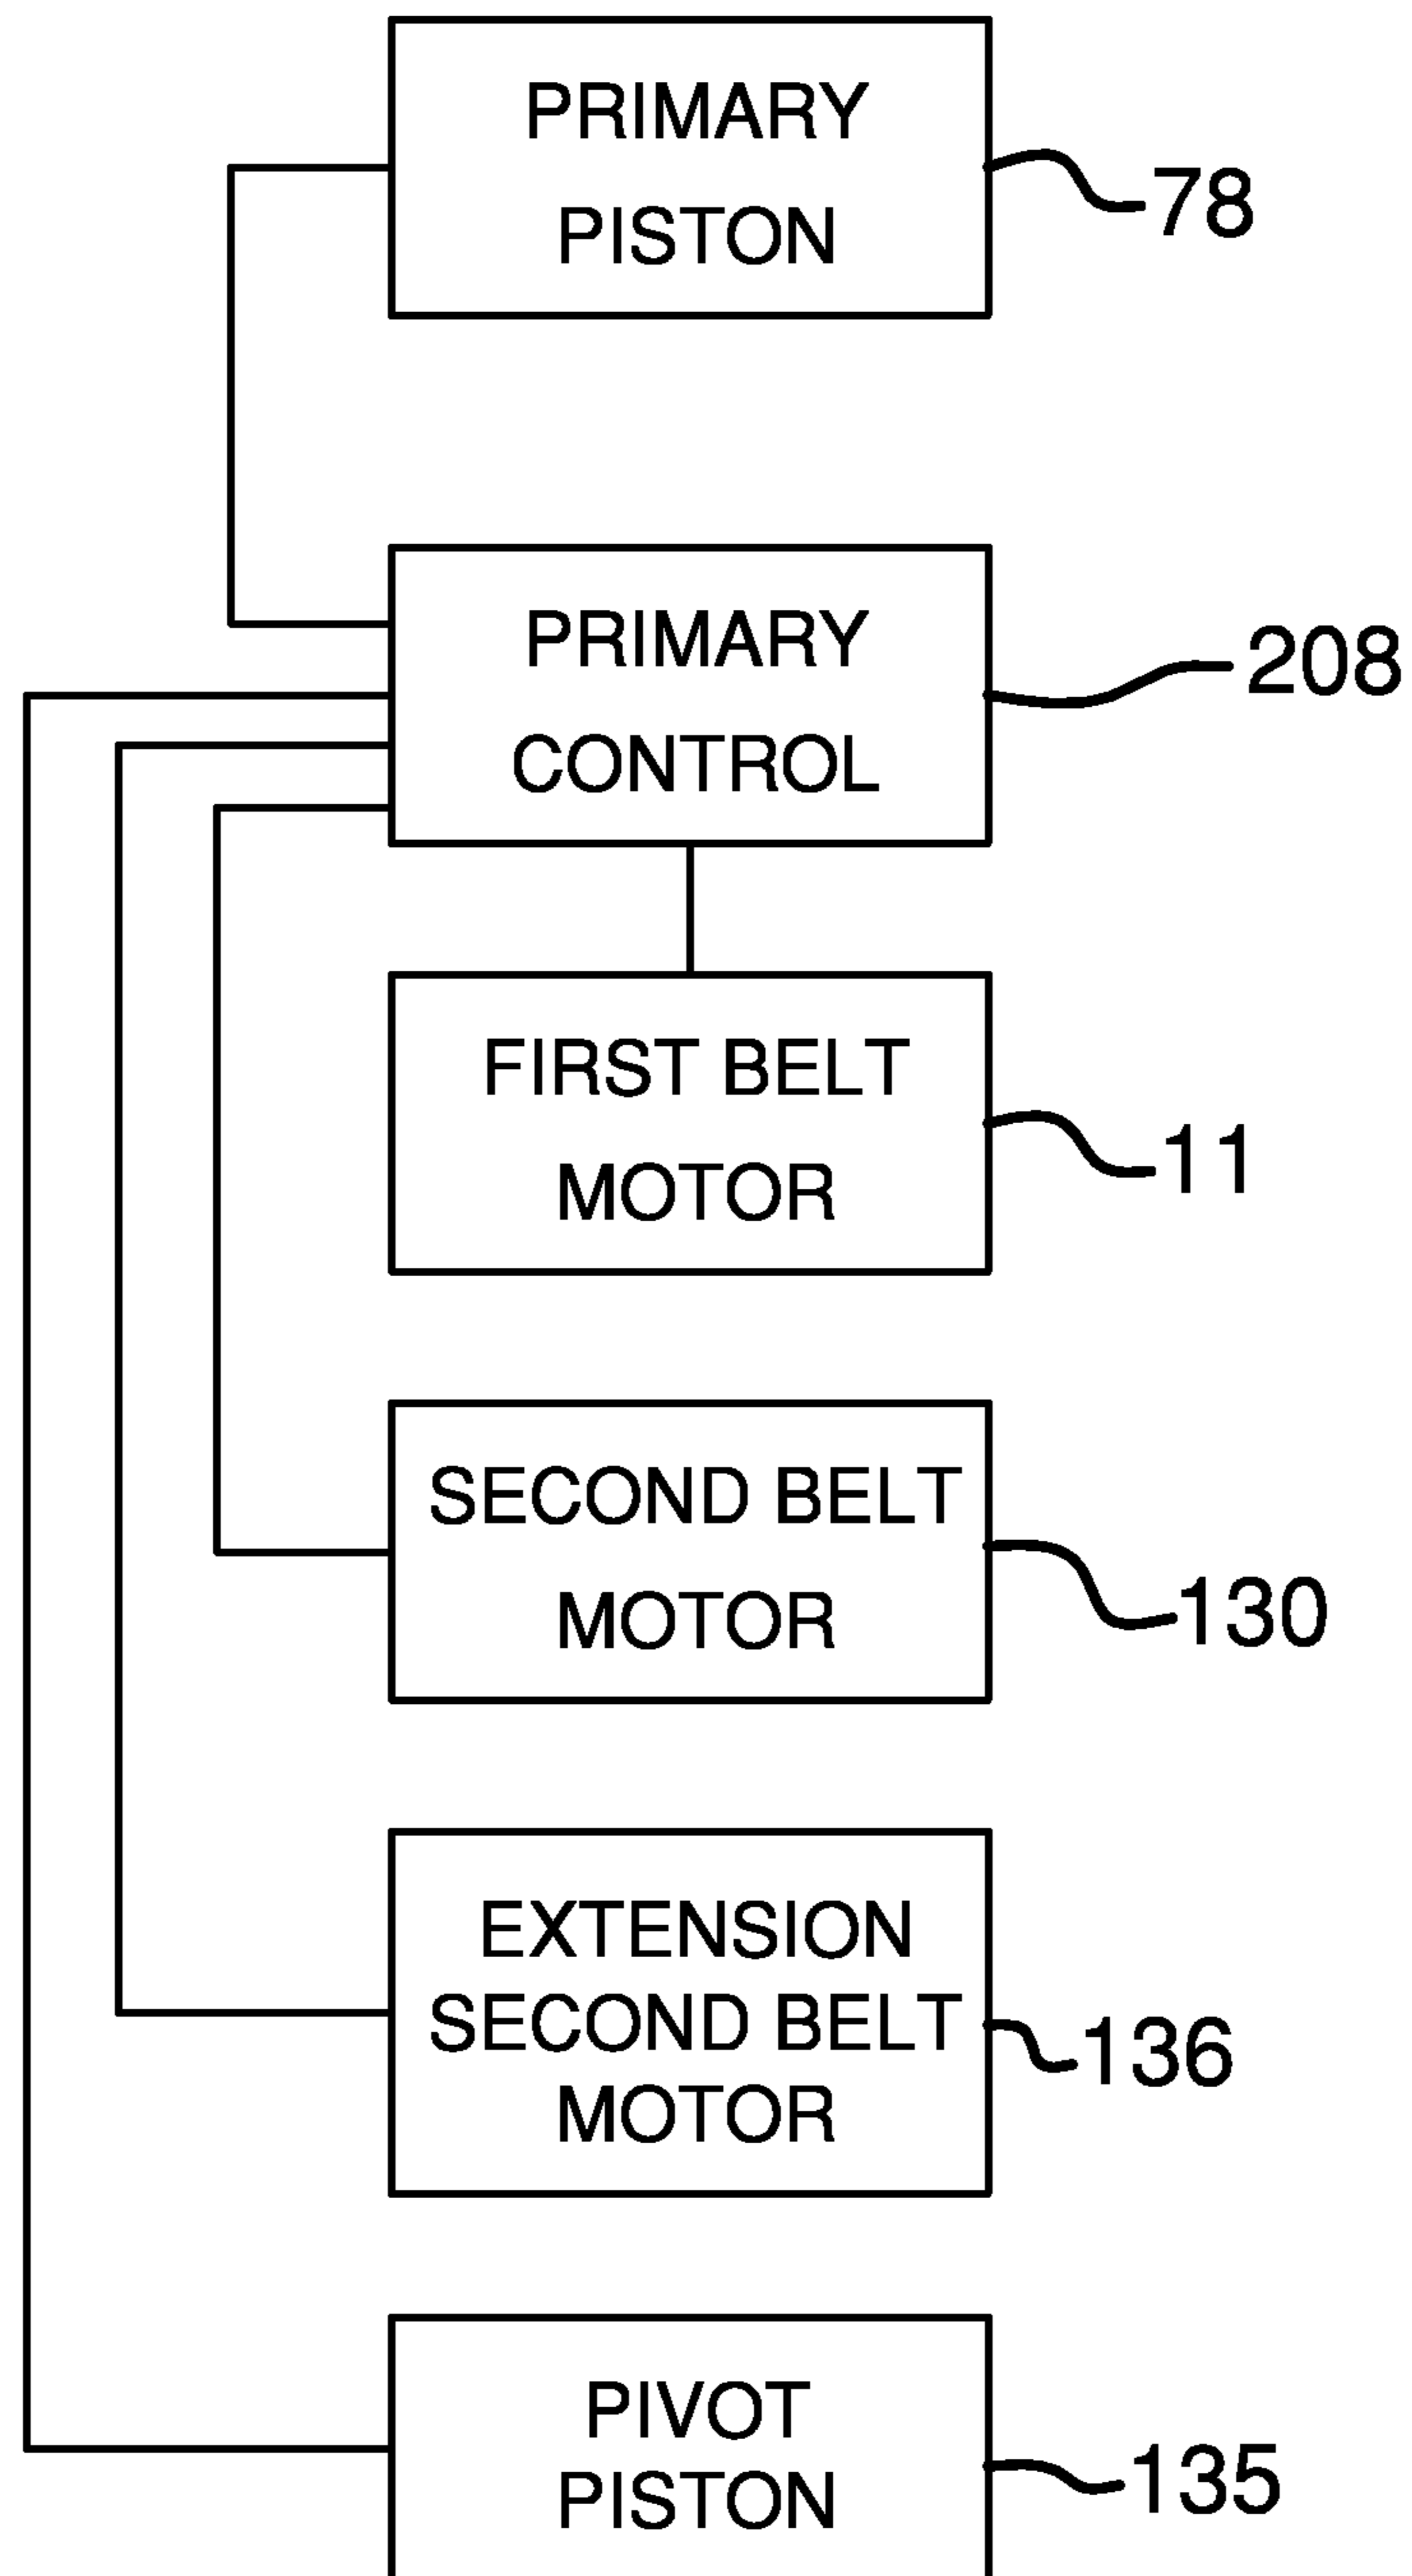 PRIMARY
PISTON
78
PRIMARY
CONTROL
208
FIRST BELT
MOTOR
11
SECOND BELT
MOTOR
130
EXTENSION
SECOND BELT
MOTOR
136
PIVOT
PISTON
135